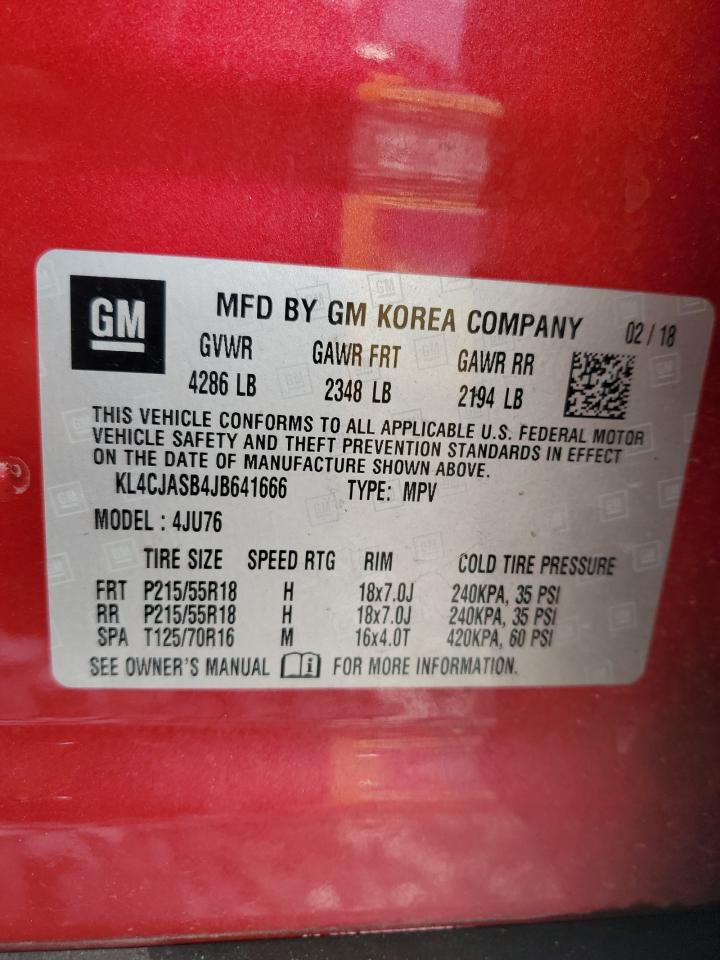 GM
MFD BY GM KOREA COMPANY 02 / 18
GVWR GAWR FRT GAWR RR
4286 LB 2348 LB 2194 LB
THIS VEHICLE CONFORMS TO ALL APPLICABLE U.S. FEDERAL MOTOR
VEHICLE SAFETY AND THEFT PREVENTION STANDARDS IN EFFECT
ON THE DATE OF MANUFACTURE SHOWN ABOVE.
KL4CJASB4JB641666 TYPE: MPV
MODEL : 4JU76
TIRE SIZE SPEED RTG RIM COLD TIRE PRESSURE
FRT P215/55R18 H 18x7.0J 240KPA, 35 PSI
RR P215/55R18 H 18x7.0J 240KPA, 35 PSI
SPA T125/70R16 M 16x4.0T 420KPA, 60 PSI
SEE OWNER'S MANUAL i FOR MORE INFORMATION.